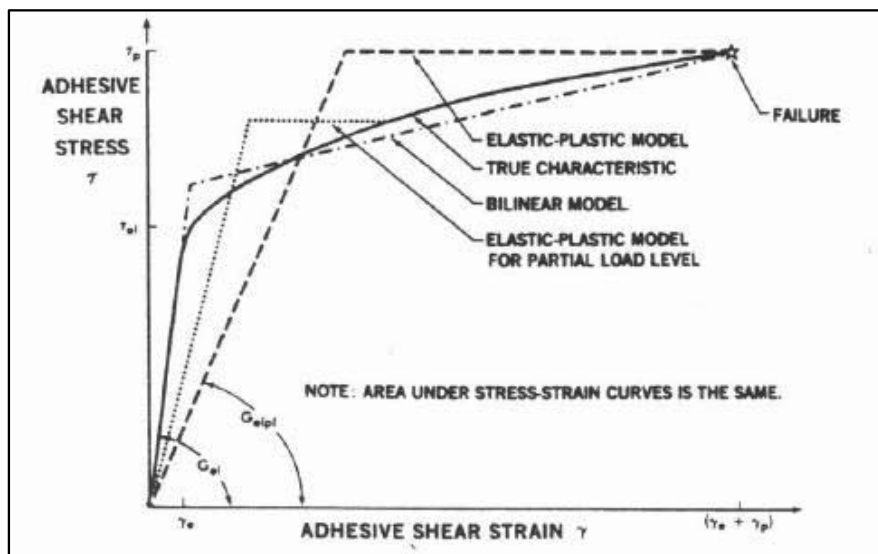 τp
ADHESIVE
SHEAR
STRESS
τ
τel
FAILURE
ELASTIC-PLASTIC MODEL
TRUE CHARACTERISTIC
BILINEAR MODEL
ELASTIC-PLASTIC MODEL
FOR PARTIAL LOAD LEVEL
NOTE: AREA UNDER STRESS-STRAIN CURVES IS THE SAME.
Ge(p)
Gel
γe
ADHESIVE SHEAR STRAIN γ
(γe + γp)